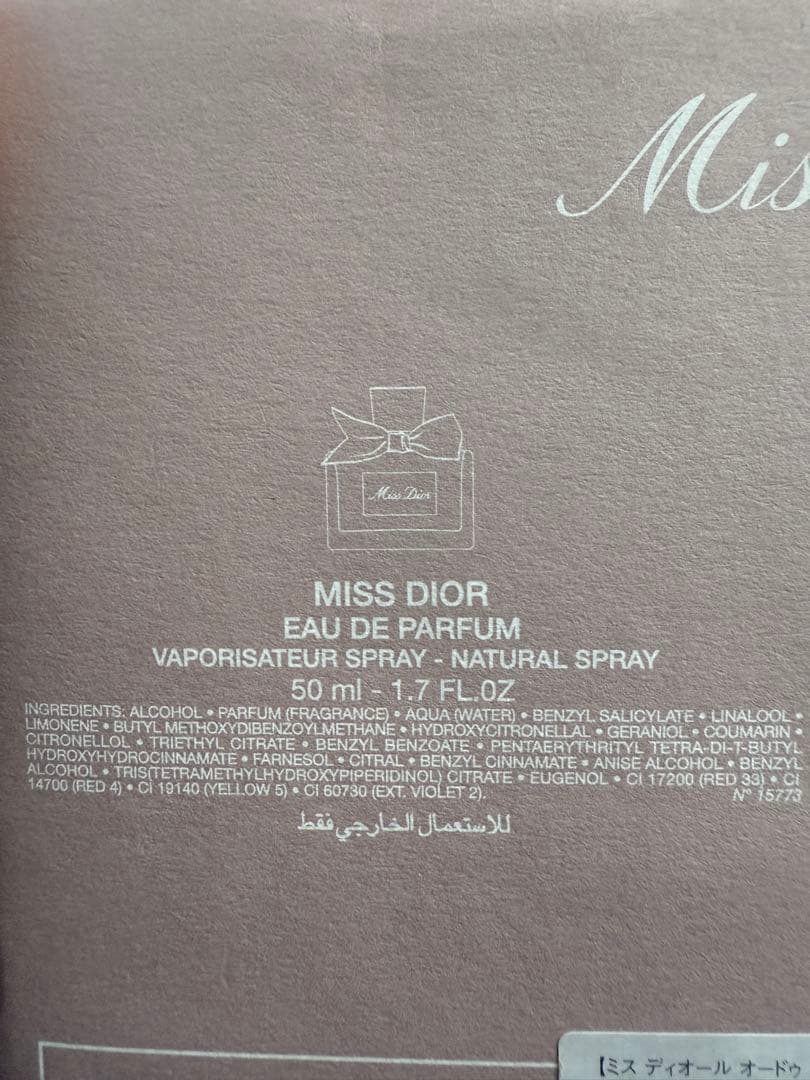 Mis
Miss Dior
MISS DIOR
EAU DE PARFUM
VAPORISATEUR SPRAY - NATURAL SPRAY
50 ml - 1.7 FL.OZ
INGREDIENTS: ALCOHOL • PARFUM (FRAGRANCE) • AQUA (WATER) • BENZYL SALICYLATE • LINALOOL •
LIMONENE • BUTYL METHOXYDIBENZOYLMETHANE • HYDROXYCITRONELLAL • GERANIOL • COUMARIN •
CITRONELLOL • TRIETHYL CITRATE • BENZYL BENZOATE • PENTAERYTHRITYL TETRA-DI-T-BUTYL
HYDROXYHYDROCINNAMATE • FARNESOL • CITRAL • BENZYL CINNAMATE • ANISE ALCOHOL • BENZYL
ALCOHOL • TRIS(TETRAMETHYLHYDROXYPIPERIDINOL) CITRATE • EUGENOL • CI 17200 (RED 33) • CI
14700 (RED 4) • CI 19140 (YELLOW 5) • CI 60730 (EXT. VIOLET 2). N° 15773
للاستعمال الخارجي فقط
【ミス ディオール オードゥ